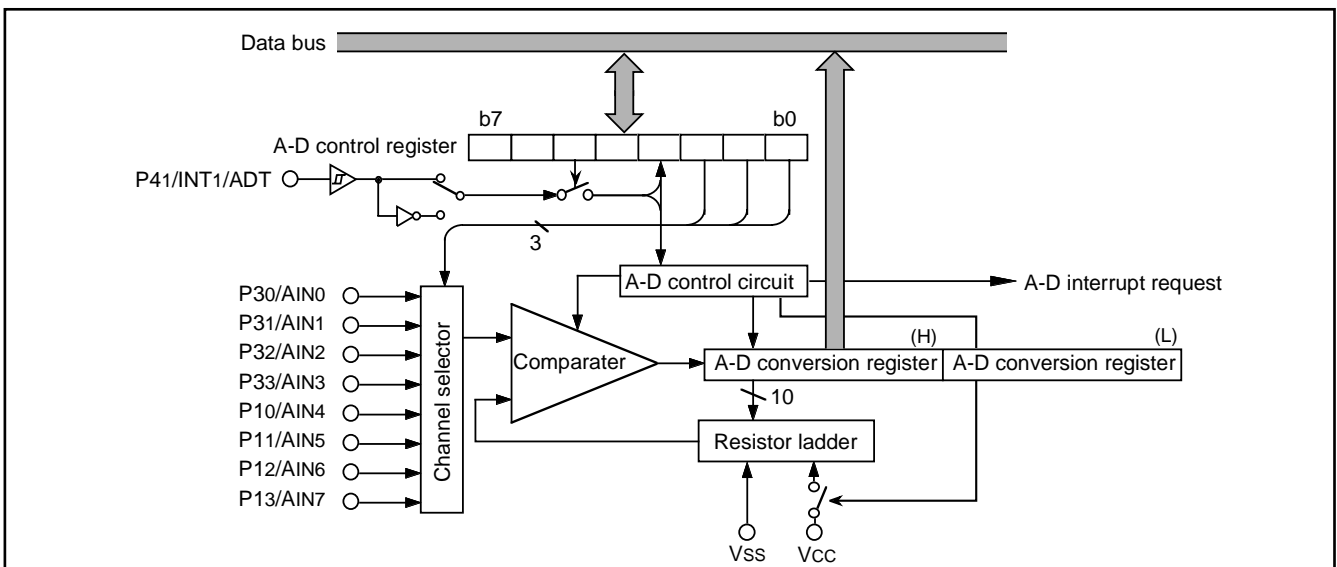 Data bus
b7
b0
A-D control register
P41/INT1/ADT
3
A-D control circuit
A-D interrupt request
P30/AIN0
P31/AIN1
P32/AIN2
P33/AIN3
P10/AIN4
P11/AIN5
P12/AIN6
P13/AIN7
Channel selector
Comparater
(H)
(L)
A-D conversion register
A-D conversion register
10
Resistor ladder
VSS
VCC